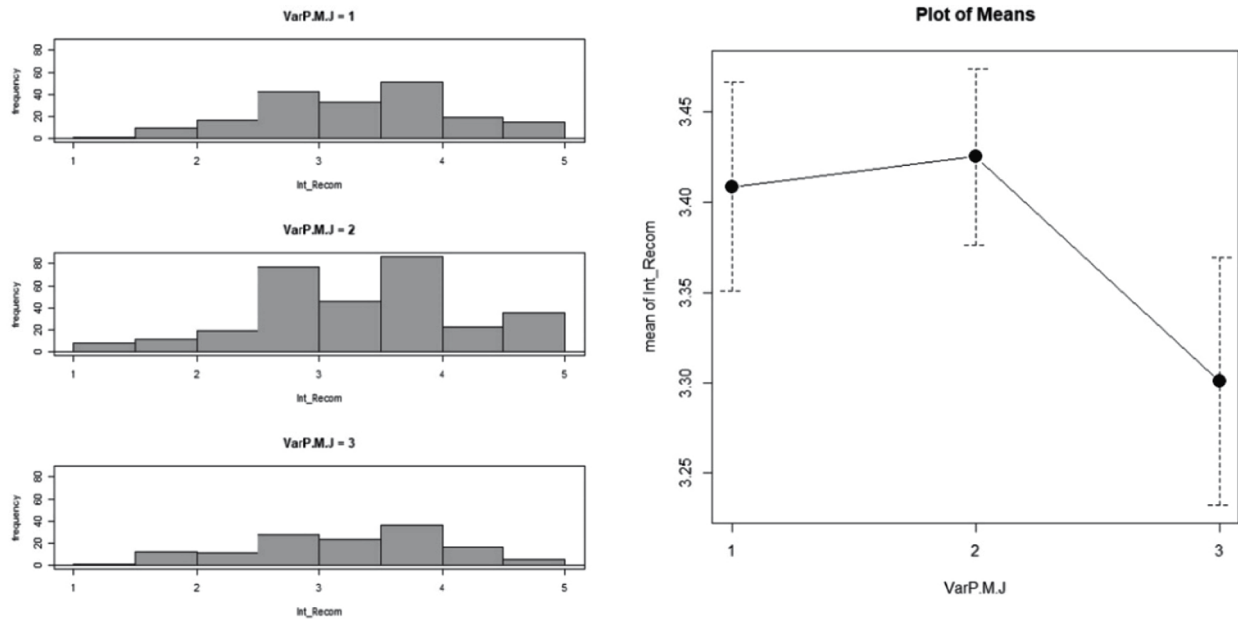 VarP.M.J = 1
frequency
0 20 40 60 80
1 2 3 4 5
Int_Recom
VarP.M.J = 2
frequency
0 20 40 60 80
1 2 3 4 5
Int_Recom
VarP.M.J = 3
frequency
0 20 40 60 80
1 2 3 4 5
Int_Recom
Plot of Means
mean of Int_Recom
3.25 3.30 3.35 3.40 3.45
1 2 3
VarP.M.J